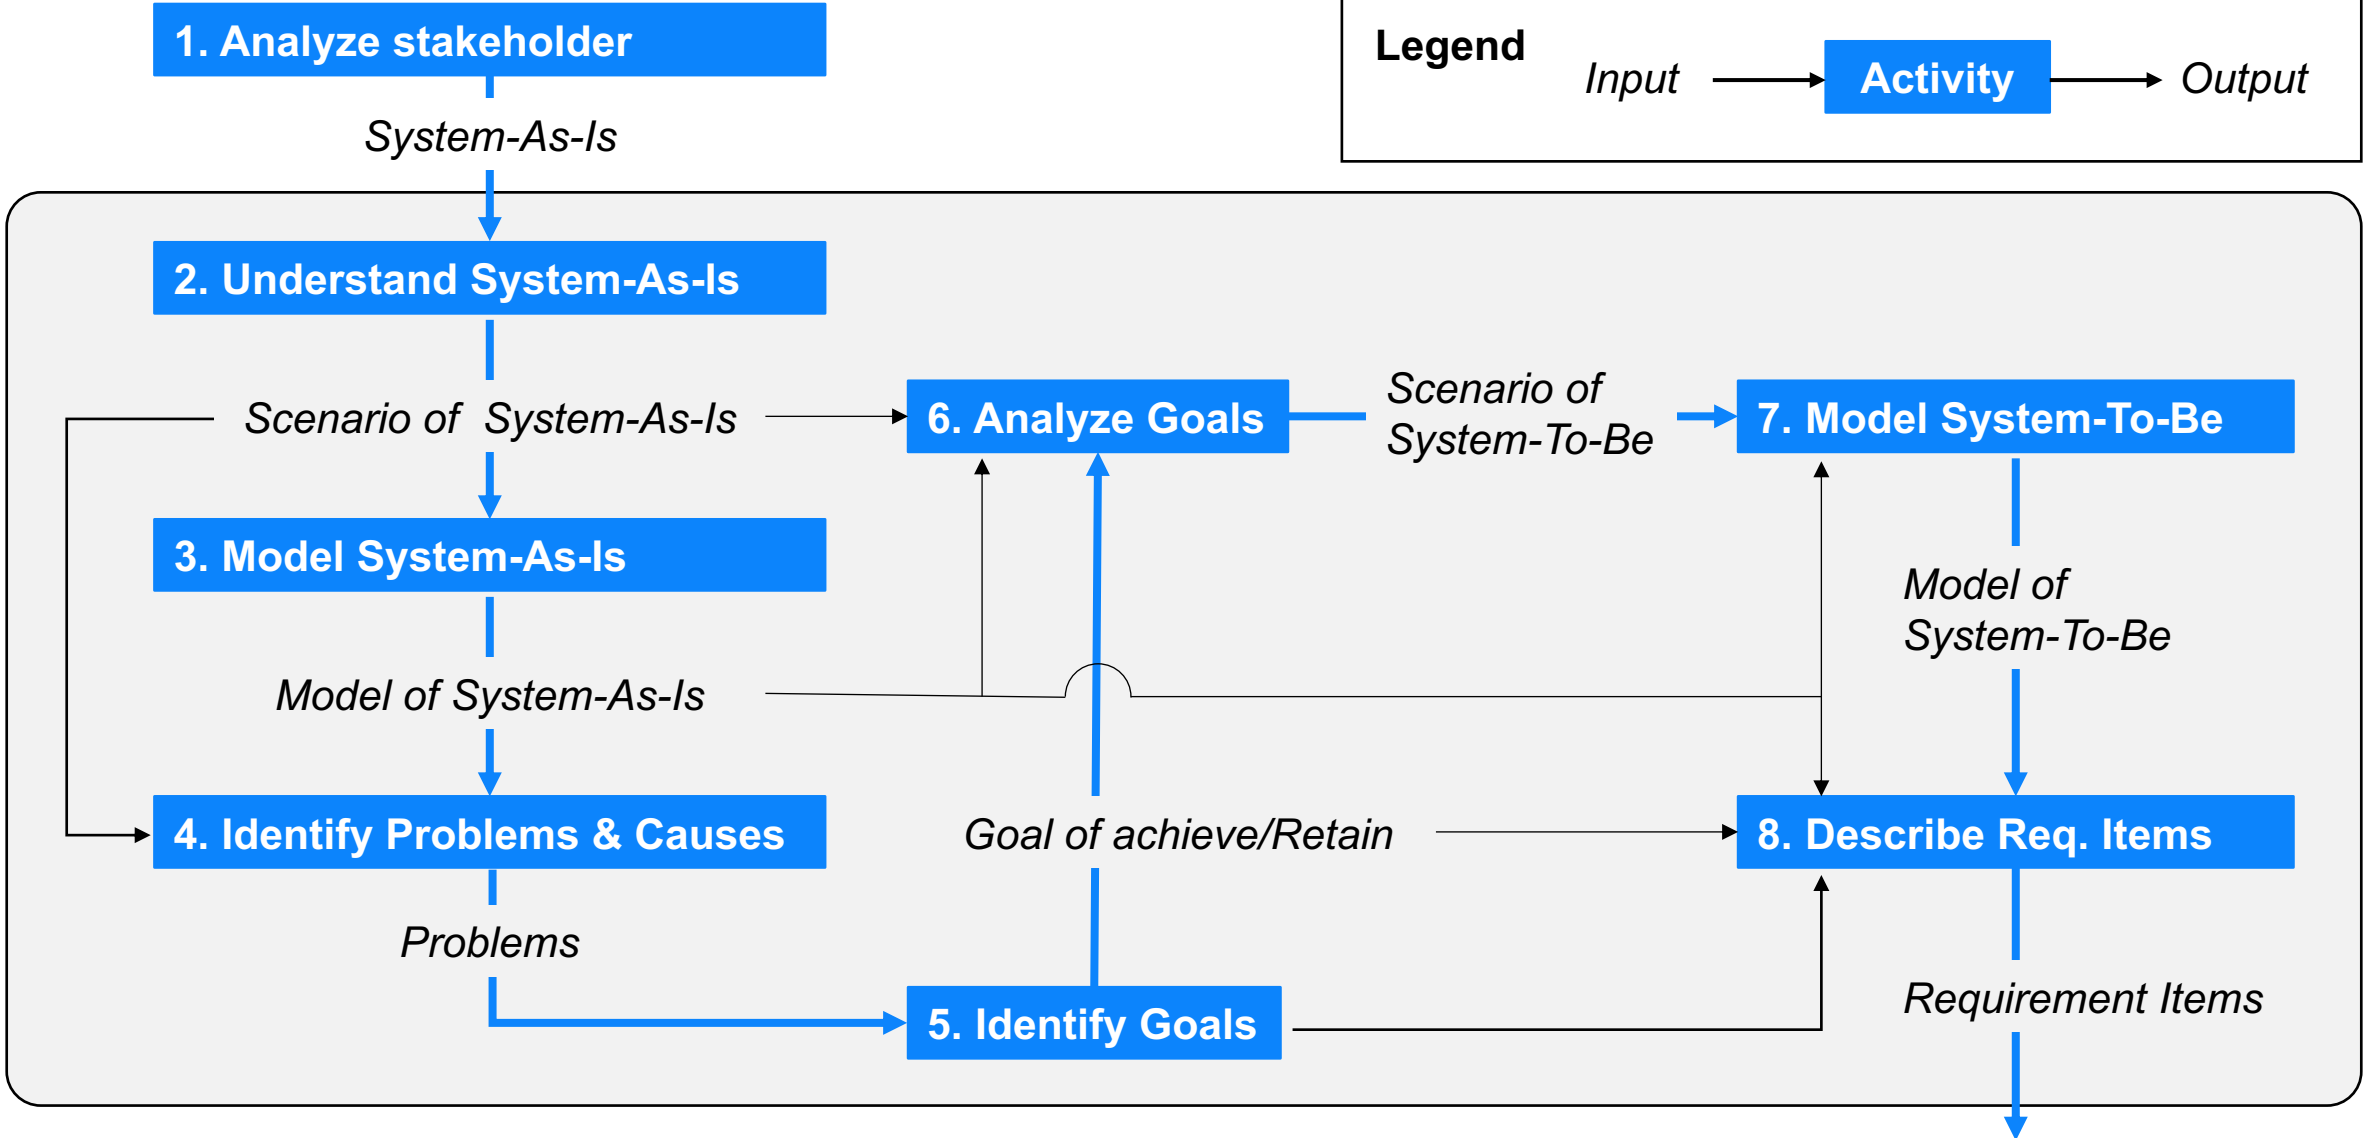 1. Analyze stakeholder
Legend
Input
Activity
Output
System-As-Is
2. Understand System-As-Is
Scenario of System-As-Is
6. Analyze Goals
Scenario of
System-To-Be
7. Model System-To-Be
3. Model System-As-Is
Model of
System-To-Be
Model of System-As-Is
4. Identify Problems & Causes
Goal of achieve/Retain
8. Describe Req. Items
Problems
5. Identify Goals
Requirement Items